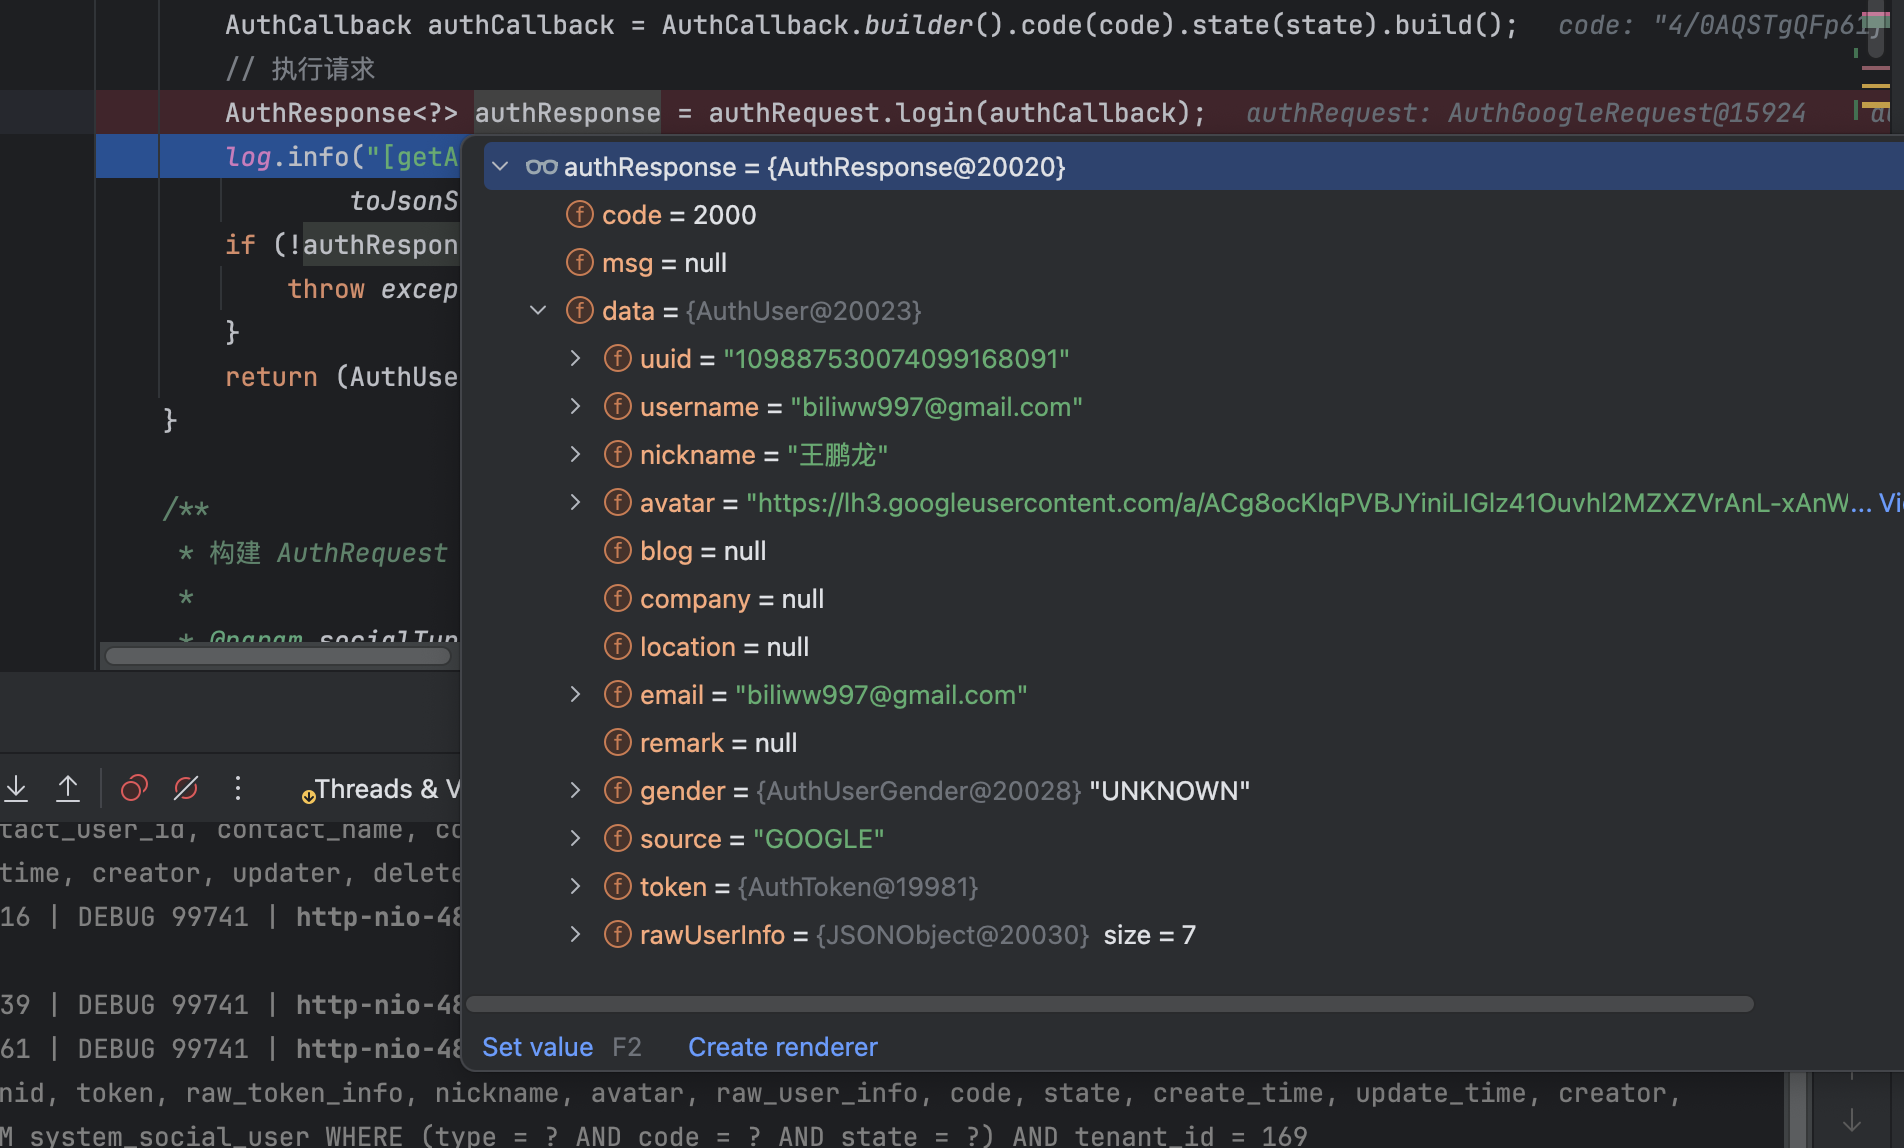 AuthCallback authCallback = AuthCallback.builder().code(code).state(state).build(); code: "4/0AQSTgQFp61
// 执行请求
AuthResponse<?> authResponse = authRequest.login(authCallback); authRequest: AuthGoogleRequest@15924
log.info("[getA
authResponse = {AuthResponse@20020}
toJsonS
code = 2000
if (!authRespon
msg = null
throw excep
data = {AuthUser@20023}
}
uuid = "109887530074099168091"
return (AuthUse
username = "biliww997@gmail.com"
}
nickname = "王鹏龙"
/**
avatar = "https://lh3.googleusercontent.com/a/ACg8ocKlqPVBJYiniLIGlz41Ouvhl2MZXZVrAnL-xAnW... Vi
* 构建 AuthRequest
blog = null
*
company = null
* @param socialTyp
location = null
email = "biliww997@gmail.com"
remark = null
Threads & V
gender = {AuthUserGender@20028} "UNKNOWN"
tact_user_id, contact_name, co
source = "GOOGLE"
time, creator, updater, delete
token = {AuthToken@19981}
16 | DEBUG 99741 | http-nio-48
rawUserInfo = {JSONObject@20030} size = 7
39 | DEBUG 99741 | http-nio-48
61 | DEBUG 99741 | http-nio-48
Set value F2 Create renderer
nid, token, raw_token_info, nickname, avatar, raw_user_info, code, state, create_time, update_time, creator,
M system_social_user WHERE (type = ? AND code = ? AND state = ?) AND tenant_id = 169